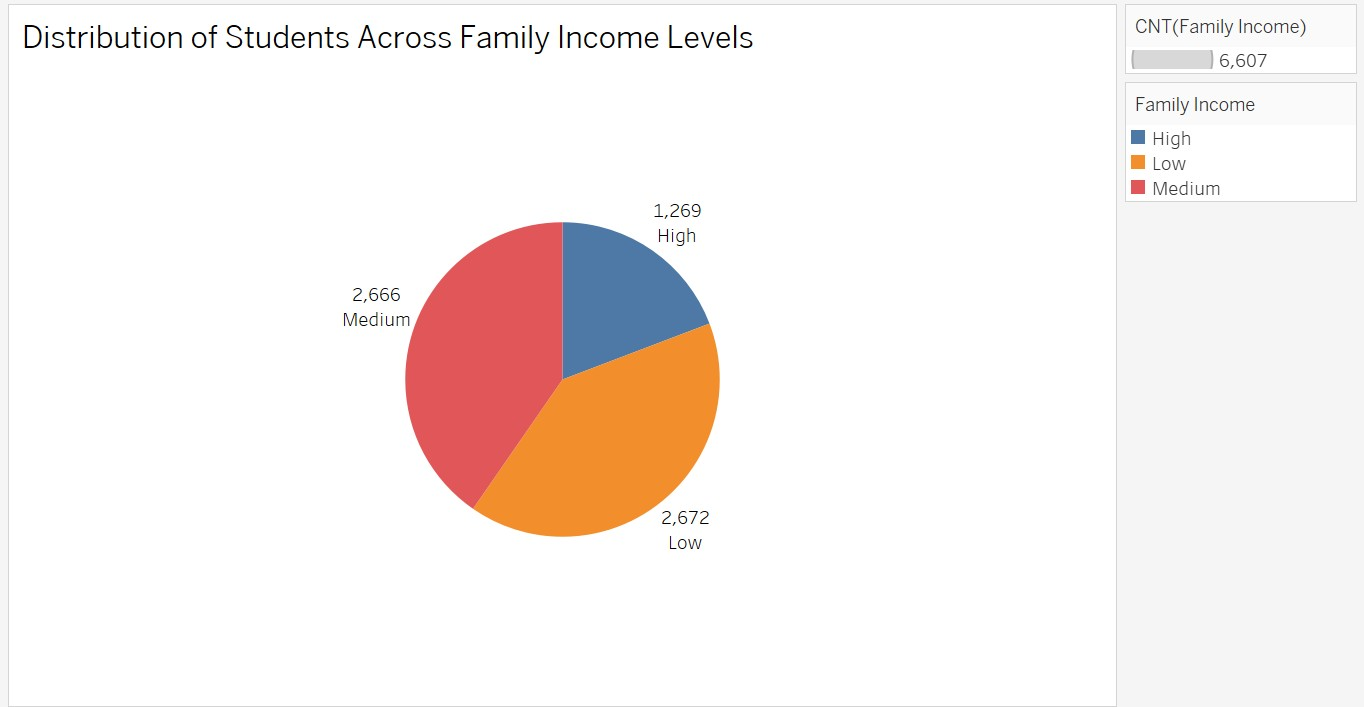 Distribution of Students Across Family Income Levels
CNT(Family Income)
6,607
Family Income
High
Low
Medium
1,269
High
2,666
Medium
2,672
Low